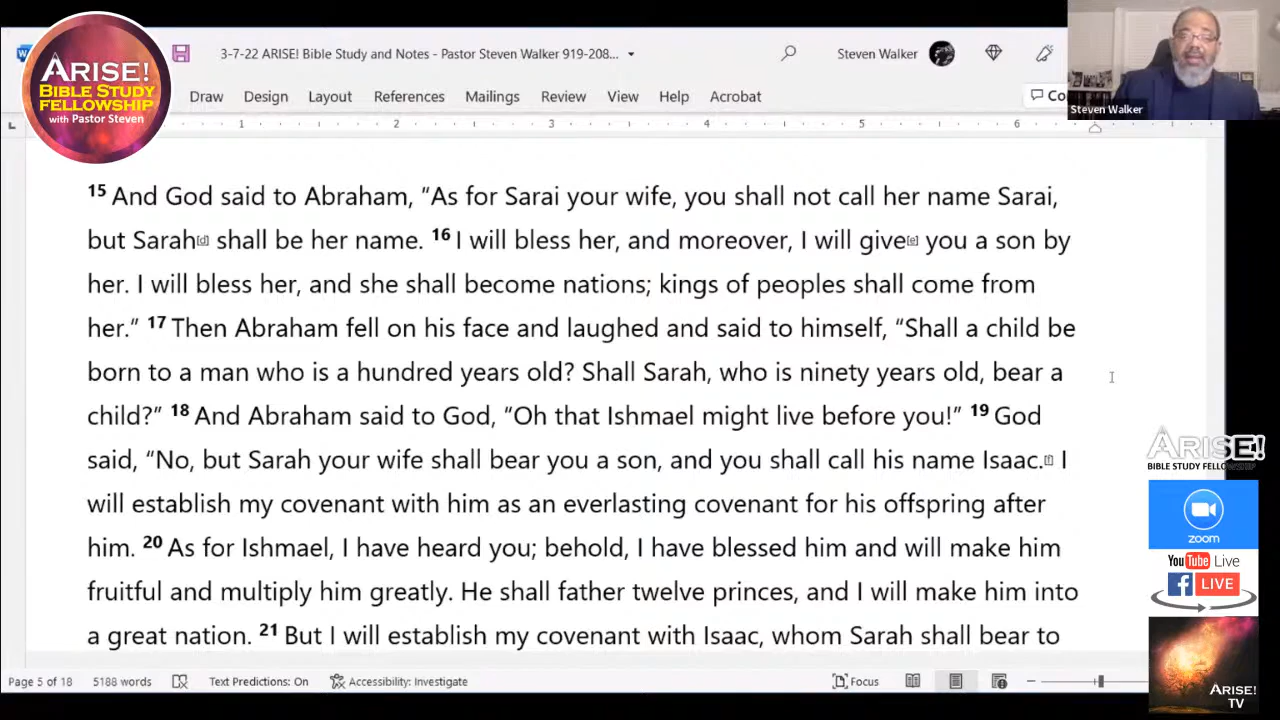 ARISE!
BIBLE STUDY
FELLOWSHIP
with Pastor Steven
3-7-22 ARISE! Bible Study and Notes - Pastor Steven Walker 919-208...
Steven Walker
Draw Design Layout References Mailings Review View Help Acrobat
Co
Steven Walker
1 2 3 4 5 6
15 And God said to Abraham, “As for Sarai your wife, you shall not call her name Sarai,
but Sarah[d] shall be her name. 16 I will bless her, and moreover, I will give[e] you a son by
her. I will bless her, and she shall become nations; kings of peoples shall come from
her.” 17 Then Abraham fell on his face and laughed and said to himself, “Shall a child be
born to a man who is a hundred years old? Shall Sarah, who is ninety years old, bear a
child?” 18 And Abraham said to God, “Oh that Ishmael might live before you!” 19 God
said, “No, but Sarah your wife shall bear you a son, and you shall call his name Isaac.[f] I
will establish my covenant with him as an everlasting covenant for his offspring after
him. 20 As for Ishmael, I have heard you; behold, I have blessed him and will make him
fruitful and multiply him greatly. He shall father twelve princes, and I will make him into
a great nation. 21 But I will establish my covenant with Isaac, whom Sarah shall bear to
ARISE!
BIBLE STUDY FELLOWSHIP
zoom
YouTube Live
f LIVE
ARISE!
TV
Page 5 of 18 5188 words Text Predictions: On Accessibility: Investigate Focus